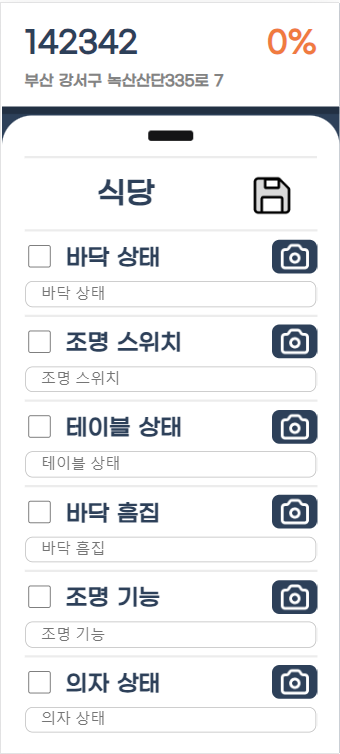 142342
0%
부산 강서구 녹산산단335로 7
식당
바닥 상태
바닥 상태
조명 스위치
조명 스위치
테이블 상태
테이블 상태
바닥 흠집
바닥 흠집
조명 기능
조명 기능
의자 상태
의자 상태